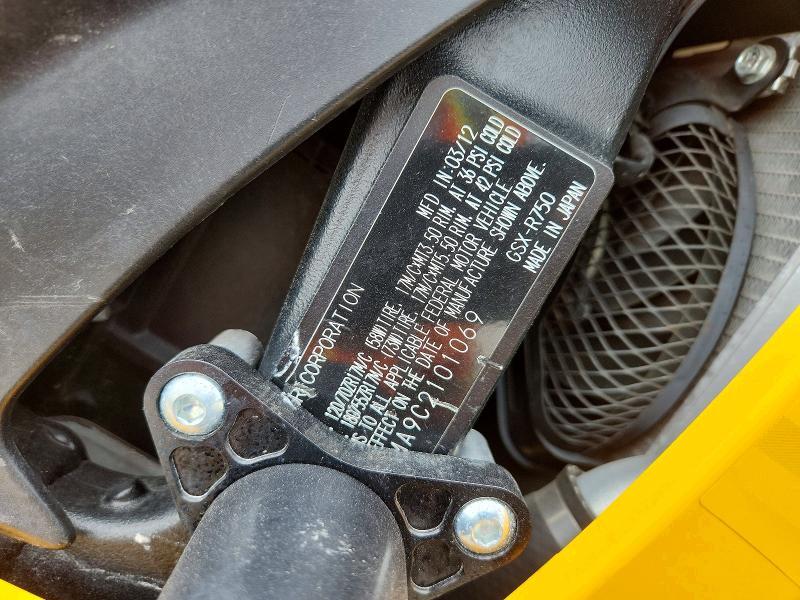 CORPORATION MFD IN:03/12
120/70ZR17M/C (58W) TIRE, 17M/C×MT3.50 RIM, AT 36 PSI COLD
180/55ZR17M/C (73W) TIRE, 17M/C×MT5.50 RIM, AT 42 PSI COLD
TO ALL APPLICABLE FEDERAL MOTOR VEHICLE
EFFECT ON THE DATE OF MANUFACTURE SHOWN ABOVE.
A9C2101069 GSX-R750
MADE IN JAPAN